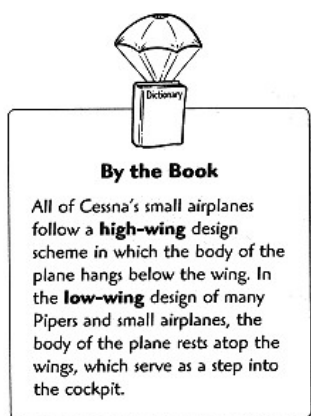 Dictionary
By the Book
All of Cessna's small airplanes
follow a high-wing design
scheme in which the body of the
plane hangs below the wing. In
the low-wing design of many
Pipers and small airplanes, the
body of the plane rests atop the
wings, which serve as a step into
the cockpit.